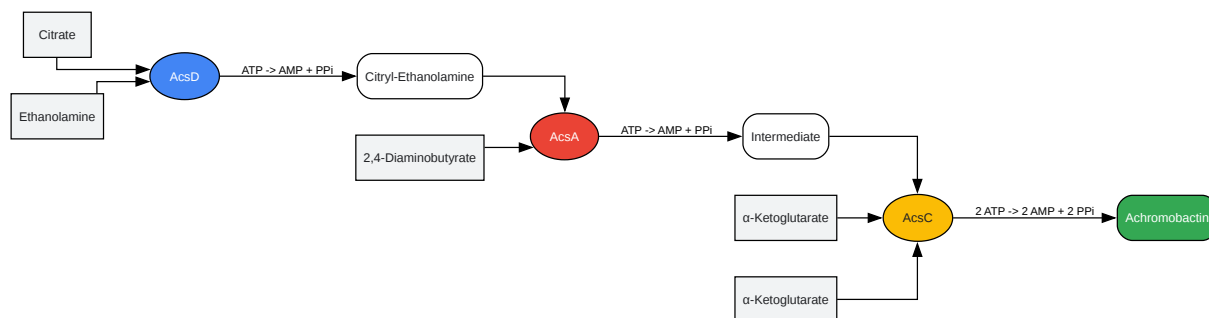 Citrate
Ethanolamine
AcsD
ATP -> AMP + PPi
Citryl-Ethanolamine
2,4-Diaminobutyrate
AcsA
ATP -> AMP + PPi
Intermediate
α-Ketoglutarate
α-Ketoglutarate
AcsC
2 ATP -> 2 AMP + 2 PPi
Achromobactin